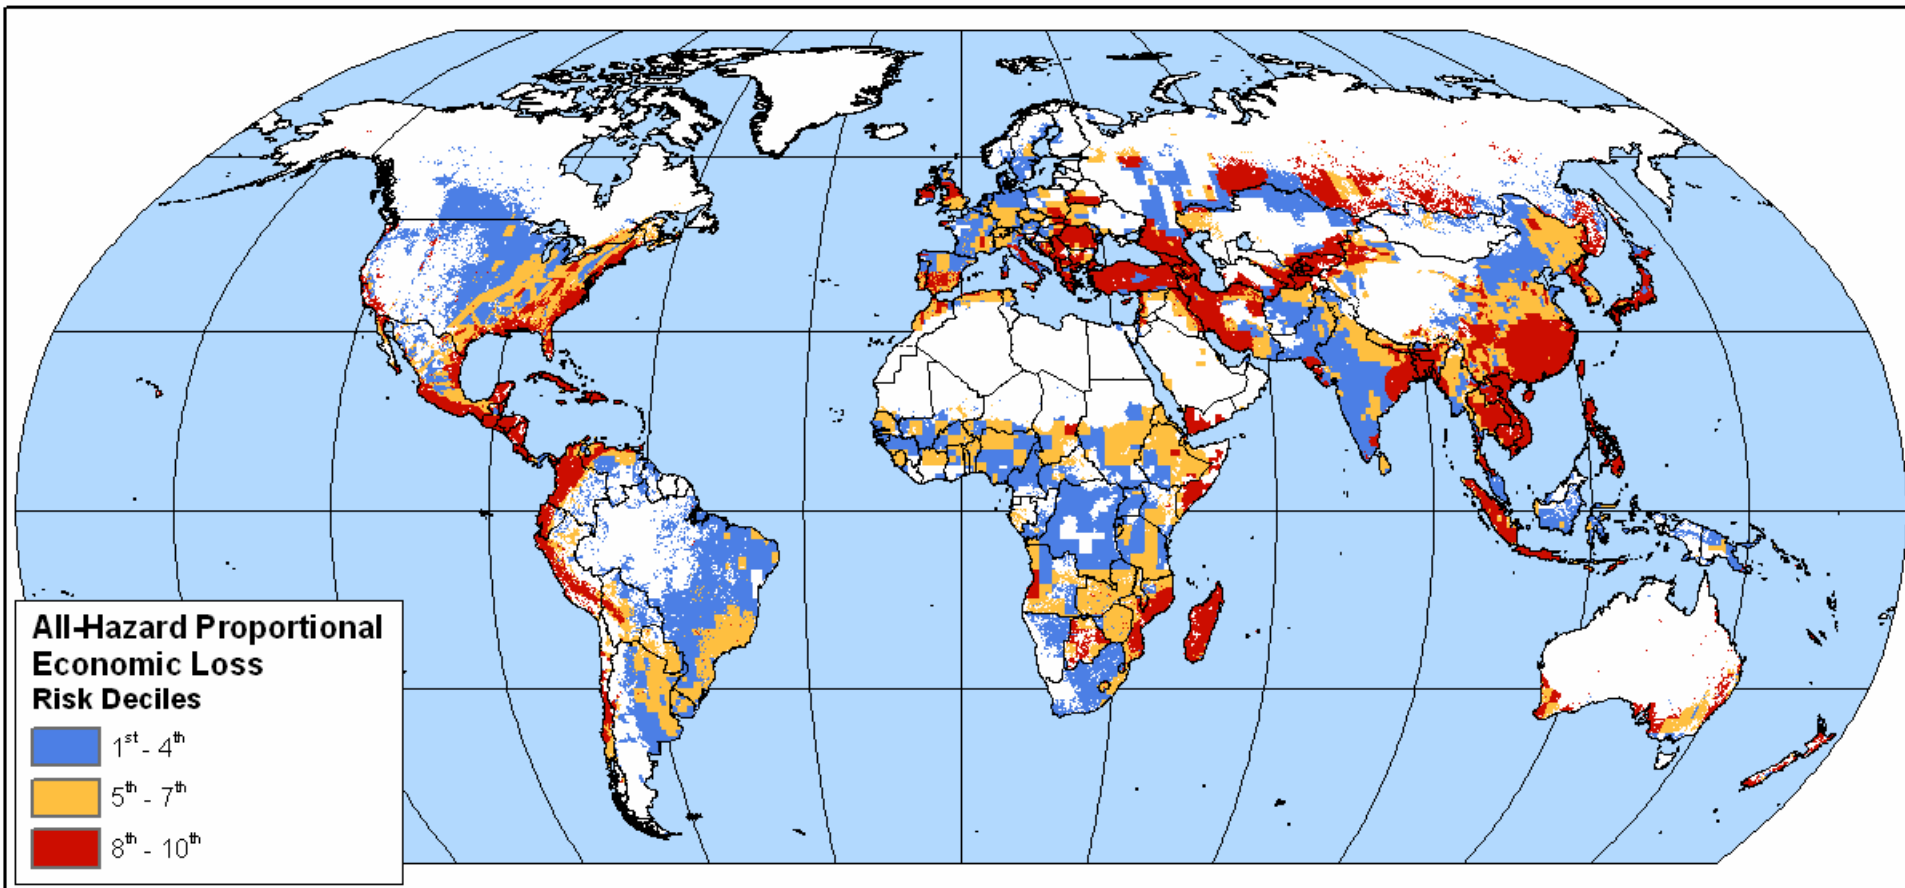 All-Hazard Proportional
Economic Loss
Risk Deciles
1st - 4th
5th - 7th
8th - 10th